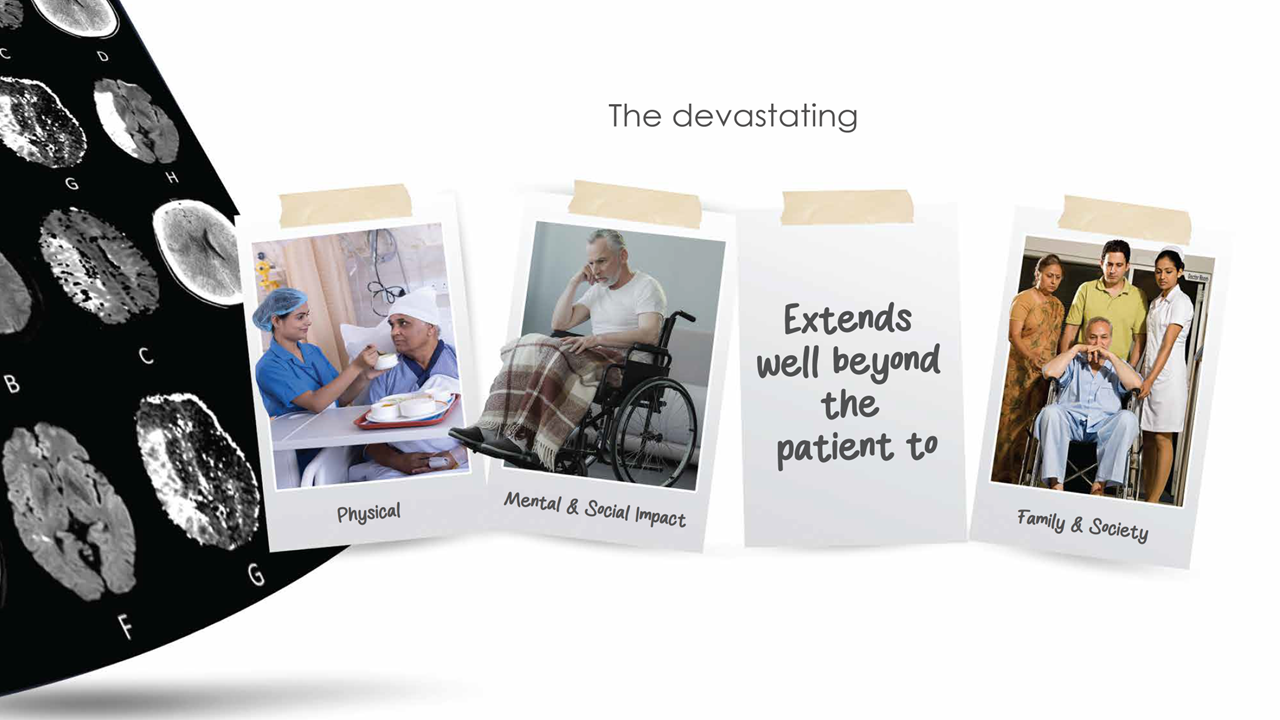 The devastating
C
D
G
H
C
B
G
F
Physical
Mental & Social Impact
Extends
well beyond
the
patient to
Family & Society